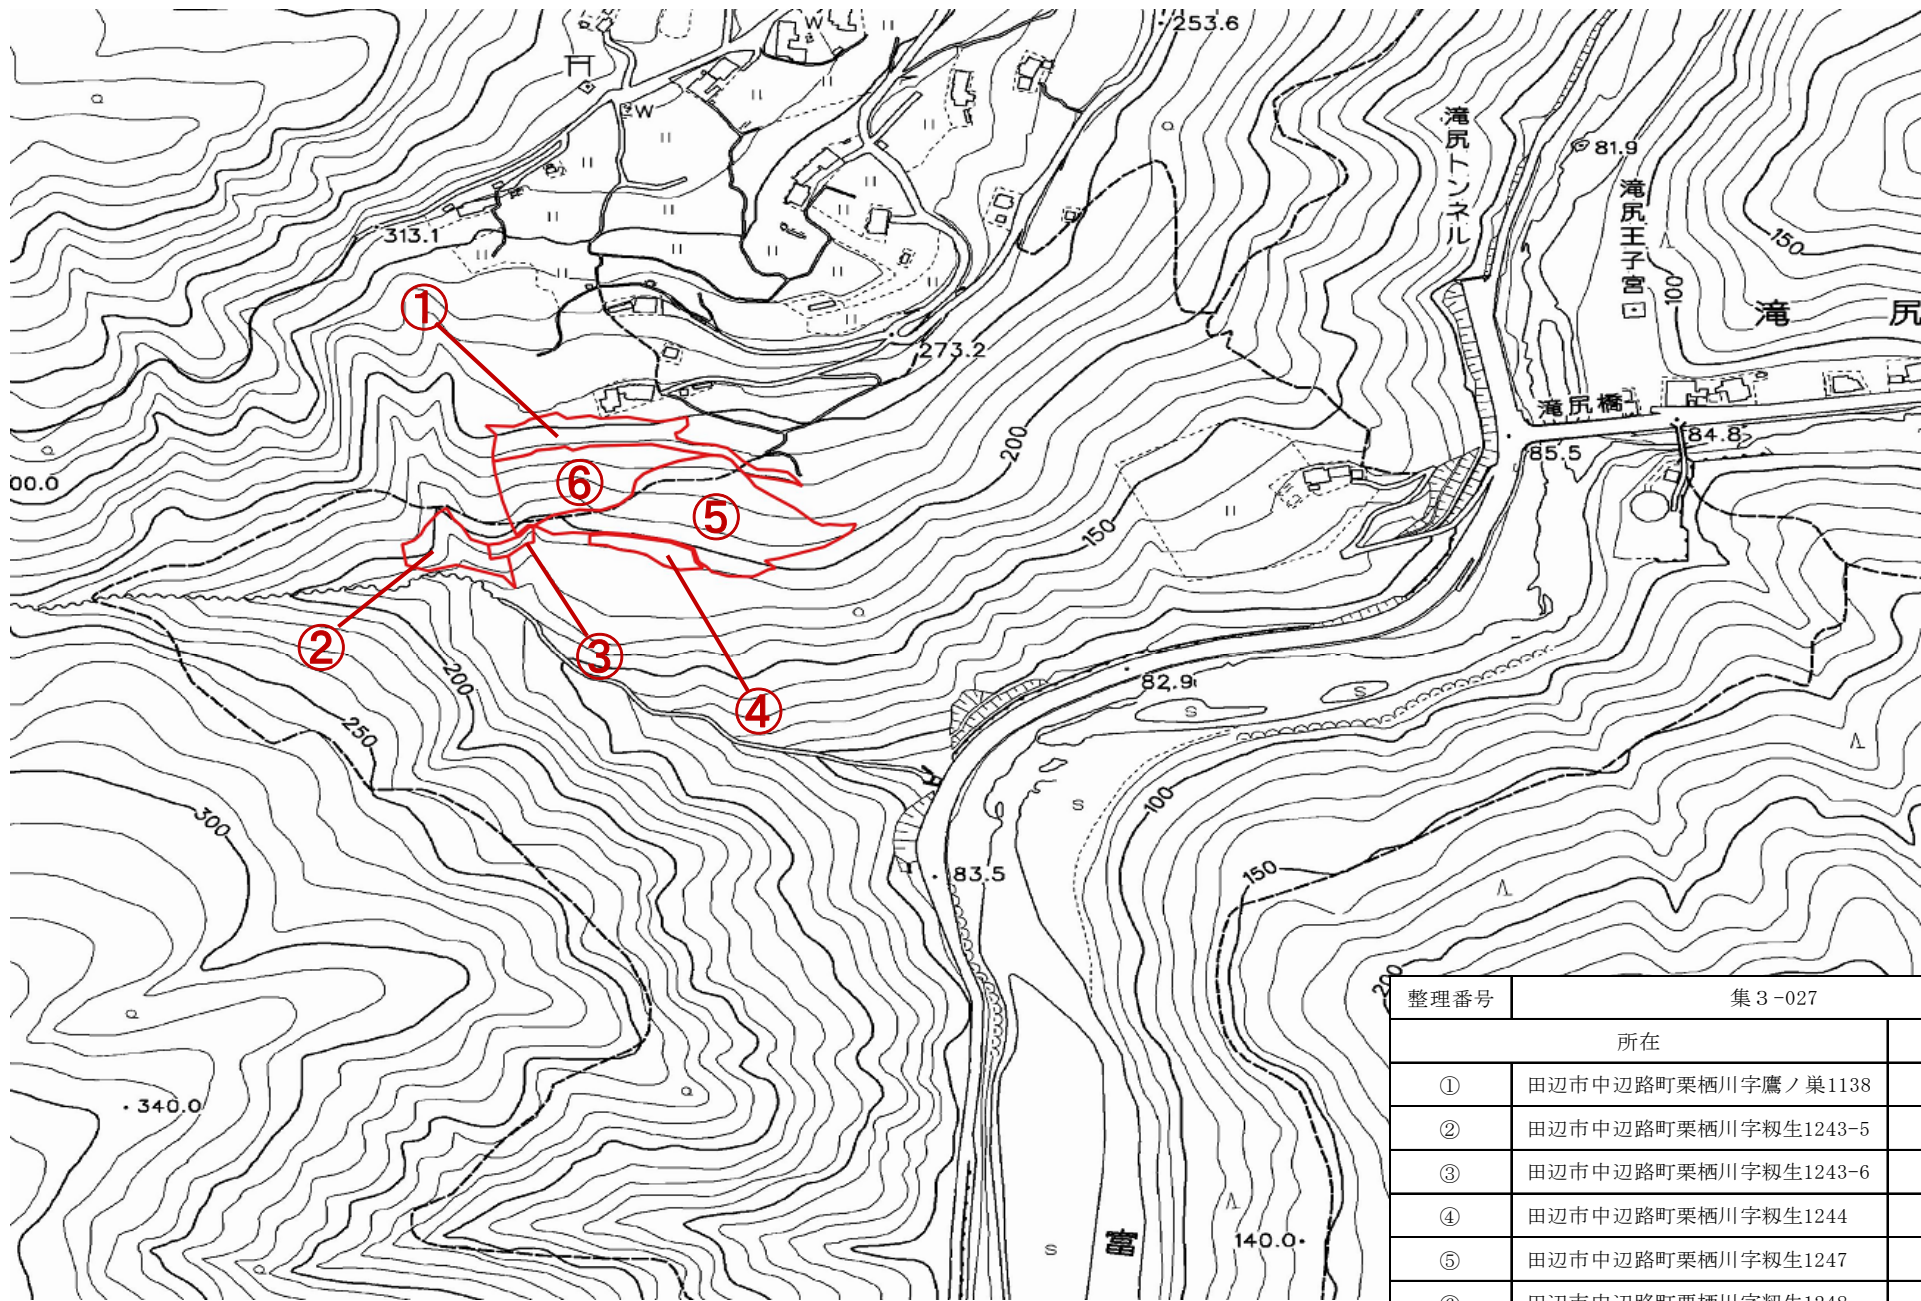 253.6
W
W
滝尻トンネル
81.9
滝尻王子宮
313.1
150
100
①
滝 尻
273.2
滝尻橋
84.8
200
85.5
00.0
⑥
⑤
150
②
③
200
82.9
④
S
S
250
S
100
300
83.5
150
200
340.0
S
富
140.0
整理番号 集3-027
所在
① 田辺市中辺路町栗栖川字鷹ノ巣1138
② 田辺市中辺路町栗栖川字籾生1243-5
③ 田辺市中辺路町栗栖川字籾生1243-6
④ 田辺市中辺路町栗栖川字籾生1244
⑤ 田辺市中辺路町栗栖川字籾生1247